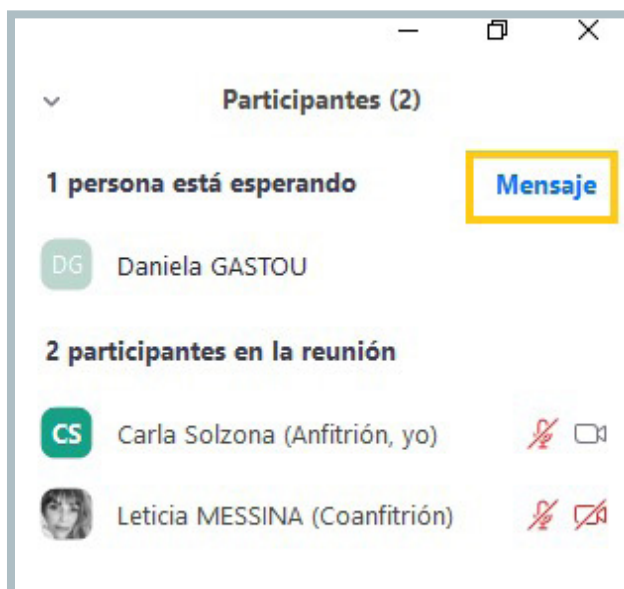 Participantes (2)
1 persona está esperando Mensaje
DG Daniela GASTOU
2 participantes en la reunión
CS Carla Solzona (Anfitrión, yo)
Leticia MESSINA (Coanfitrión)